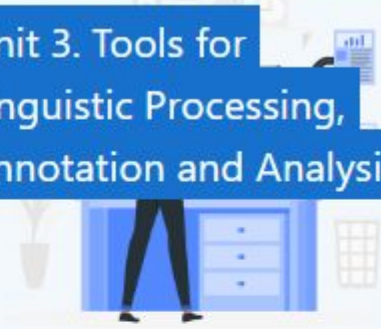 nit 3. Tools for
nguistic Processing,
nnotation and Analysi